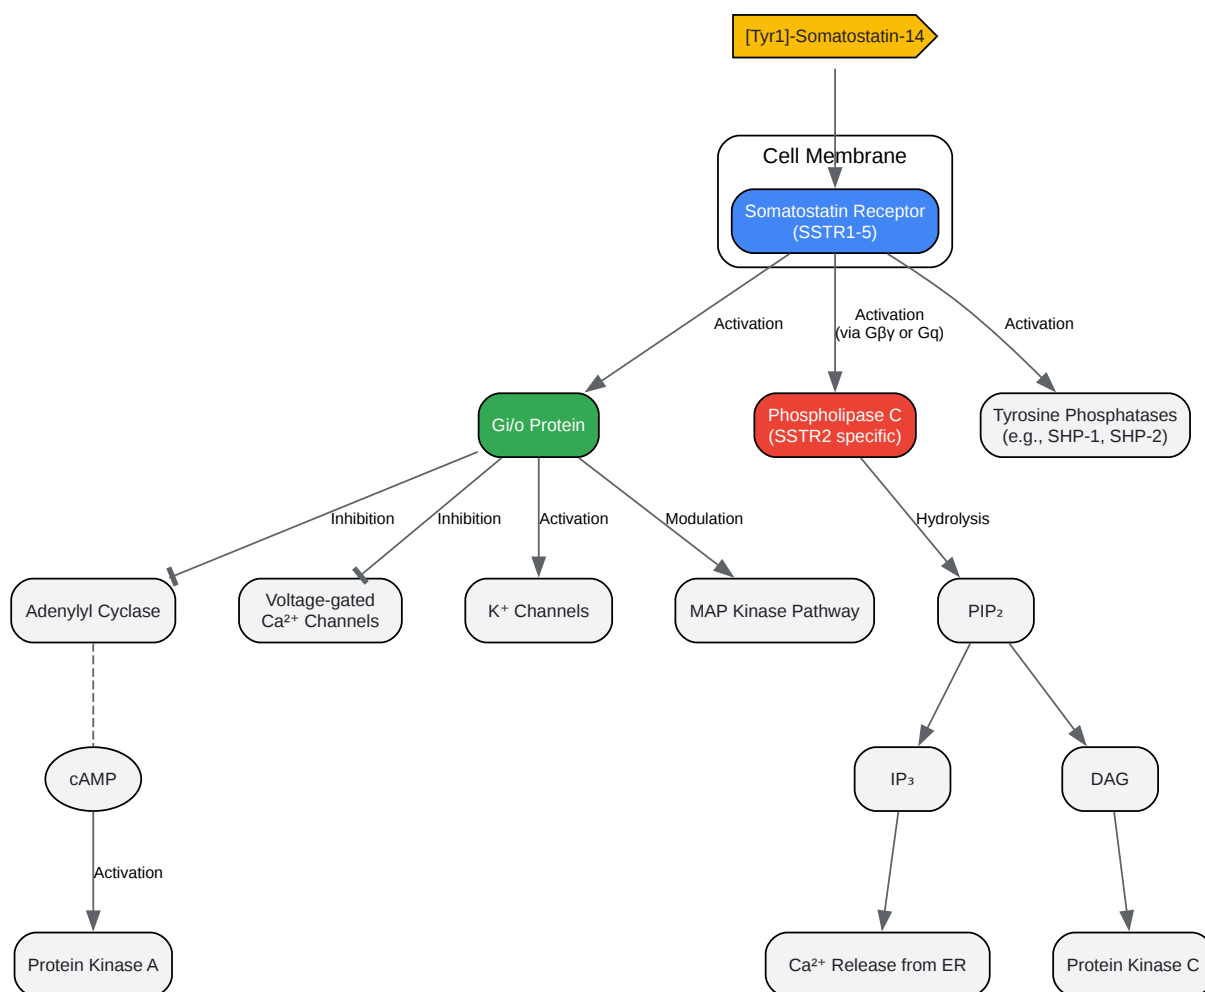 [Tyr1]-Somatostatin-14
Cell Membrane
Somatostatin Receptor
(SSTR1-5)
Activation
Activation
(via Gβγ or Gq)
Activation
Gi/o Protein
Phospholipase C
(SSTR2 specific)
Tyrosine Phosphatases
(e.g., SHP-1, SHP-2)
Inhibition
Inhibition
Activation
Modulation
Hydrolysis
Adenylyl Cyclase
Voltage-gated
Ca²⁺ Channels
K⁺ Channels
MAP Kinase Pathway
PIP₂
cAMP
IP₃
DAG
Activation
Protein Kinase A
Ca²⁺ Release from ER
Protein Kinase C